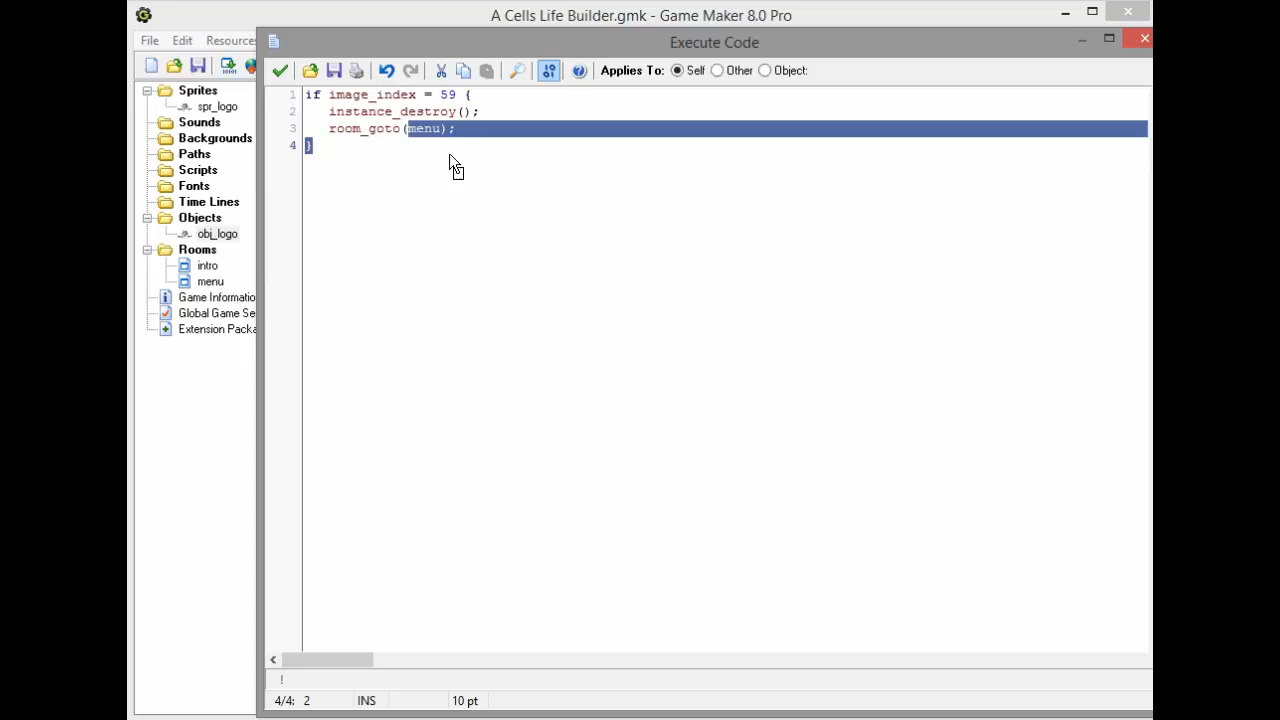 A Cells Life Builder.gmk - Game Maker 8.0 Pro
File Edit Resources
Execute Code
Applies To: Self Other Object:
Sprites
spr_logo
Sounds
Backgrounds
Paths
Scripts
Fonts
Time Lines
Objects
obj_logo
Rooms
intro
menu
Game Informatio
Global Game Se
Extension Packa
1 if image_index = 59 {
2 instance_destroy();
3 room_goto(menu);
4 }
!
4/4: 2 INS 10 pt